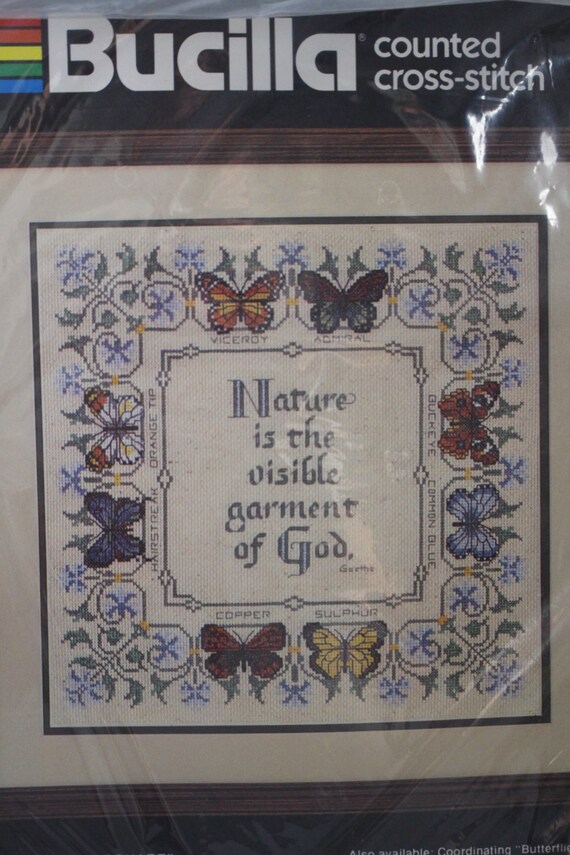 Bucilla®
counted
cross-stitch
VICEROY
ADMIRAL
ORANGE TIP
HAIRSTREAK
BUCKEYE
COMMON BLUE
Nature
is the
visible
garment
of God.
Goethe
COPPER
SULPHUR
Also available: Coordinating "Butterflie